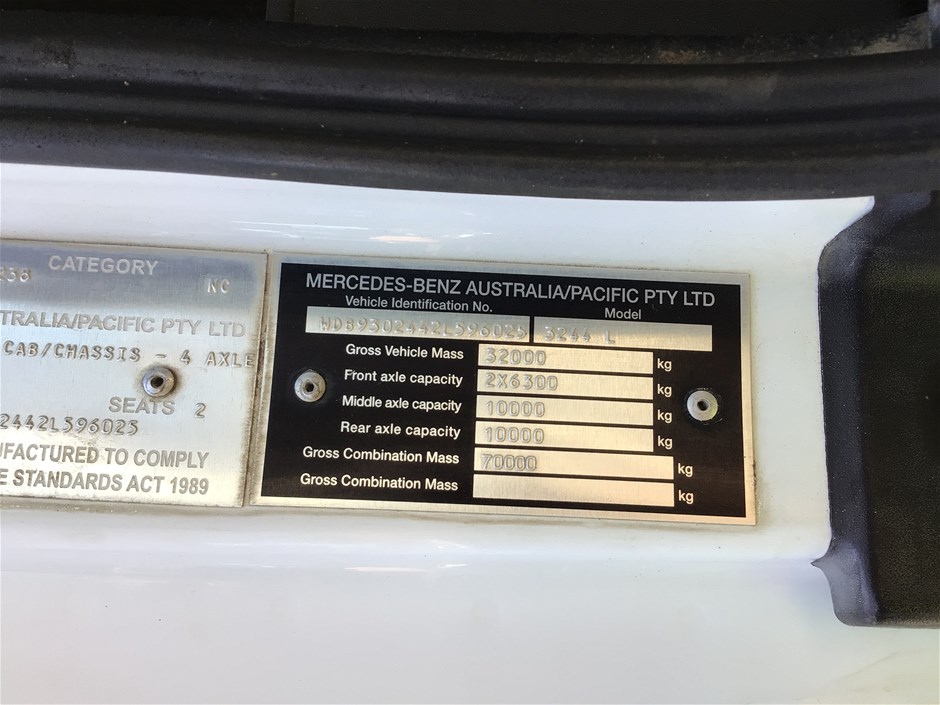 CATEGORY
238
NC
TRALIA/PACIFIC PTY LTD
CAB/CHASSIS - 4 AXLE
SEATS 2
2442L596025
UFACTURED TO COMPLY
E STANDARDS ACT 1989
MERCEDES-BENZ AUSTRALIA/PACIFIC PTY LTD
Vehicle Identification No. Model
WDB9302442L596025 3244 L
Gross Vehicle Mass 32000 kg
Front axle capacity 2X6300 kg
Middle axle capacity 10000 kg
Rear axle capacity 10000 kg
Gross Combination Mass 70000 kg
Gross Combination Mass kg